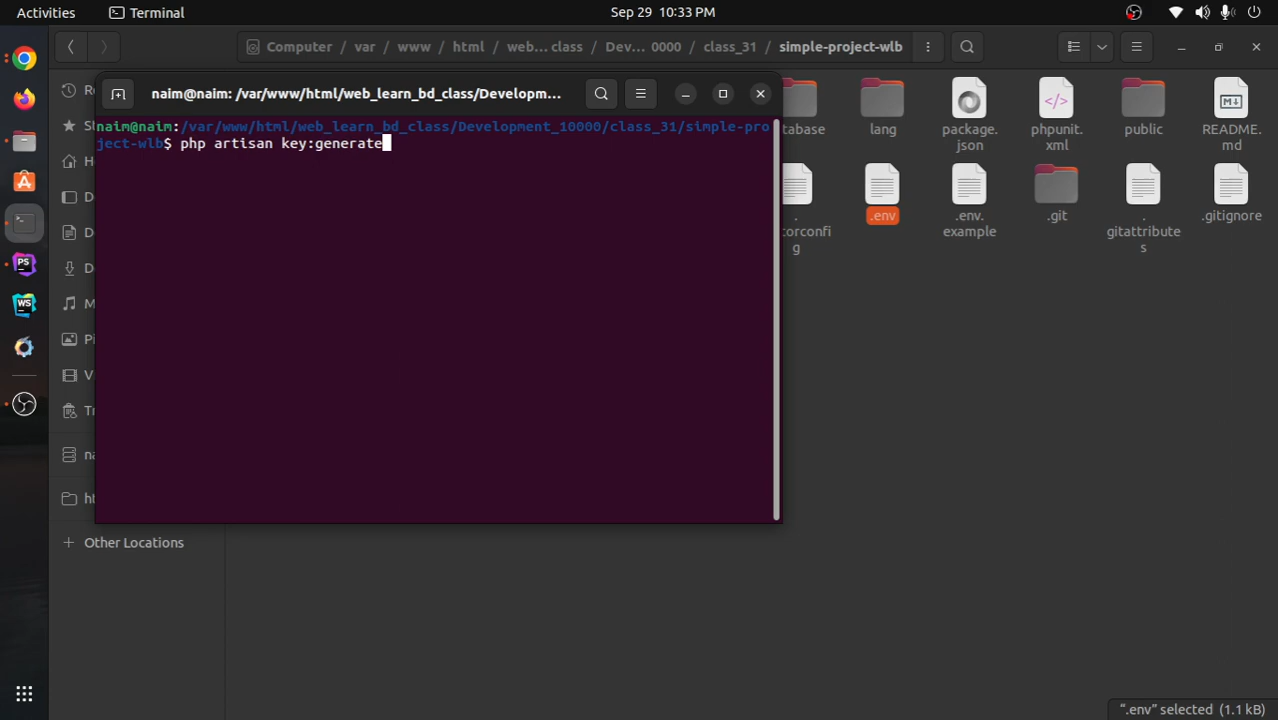 Activities
Terminal
Sep 29 10:33 PM
Computer / var / www / html / web... class / Dev... 0000 / class_31 / simple-project-wlb
naim@naim: /var/www/html/web_learn_bd_class/Developm...
naim@naim:/var/www/html/web_learn_bd_class/Development_10000/class_31/simple-pro
ject-wlb$ php artisan key:generate
tabase
lang
package.
json
phpunit.
xml
public
README.
md
.
torconfi
g
.env
.env.
example
.git
.
gitattribute
s
.gitignore
Other Locations
PS
WS
“.env” selected (1.1 kB)